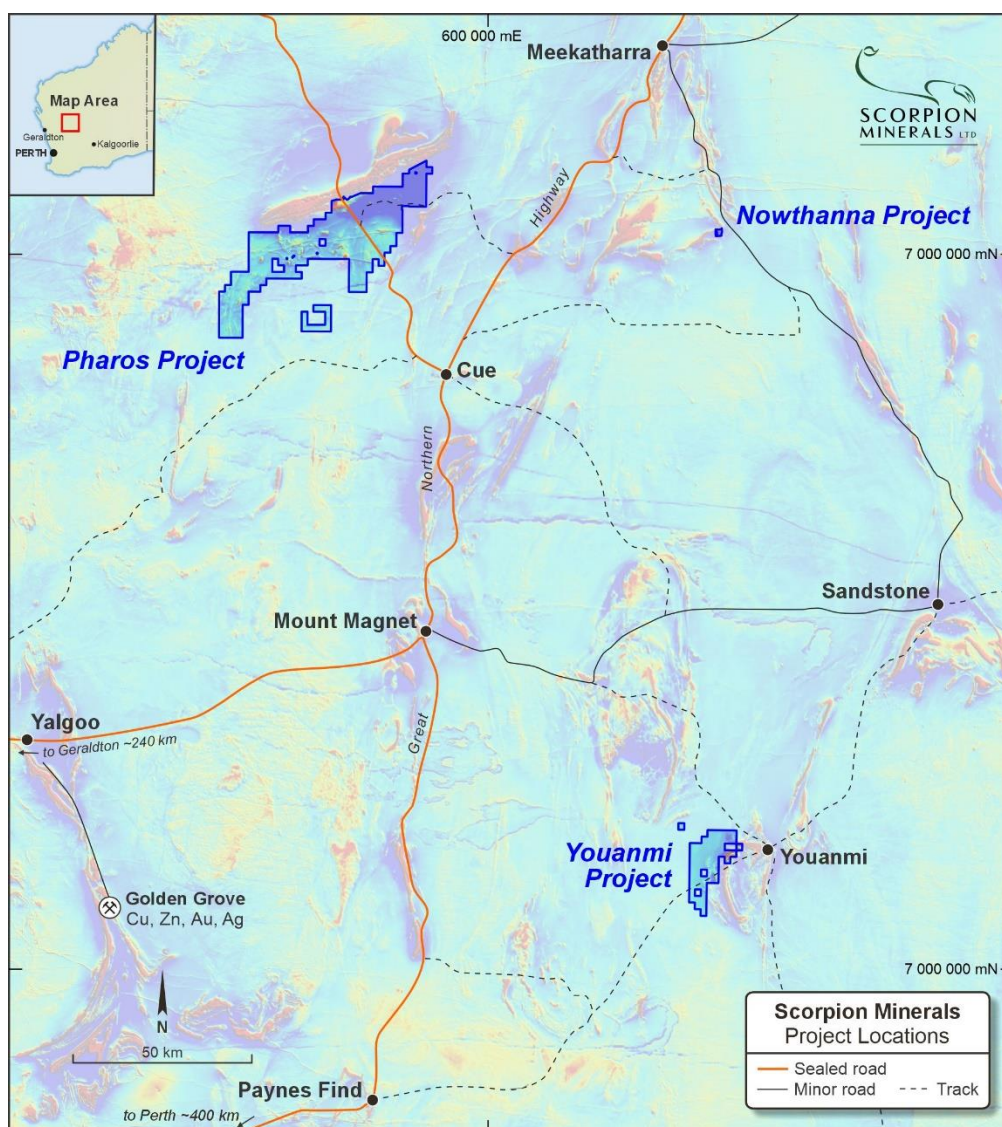 600 000 mE
Meekatharra
Map Area
Geraldton
Kalgoorlie
PERTH
SCORPION
MINERALS LTD
Highway
Nowthanna Project
7 000 000 mN
Pharos Project
Cue
Northern
Sandstone
Mount Magnet
Yalgoo
to Geraldton ~240 km
Great
Youanmi
Project
Youanmi
Golden Grove
Cu, Zn, Au, Ag
7 000 000 mN
N
50 km
Scorpion Minerals
Project Locations
Sealed road
Minor road
Track
Paynes Find
to Perth ~400 km